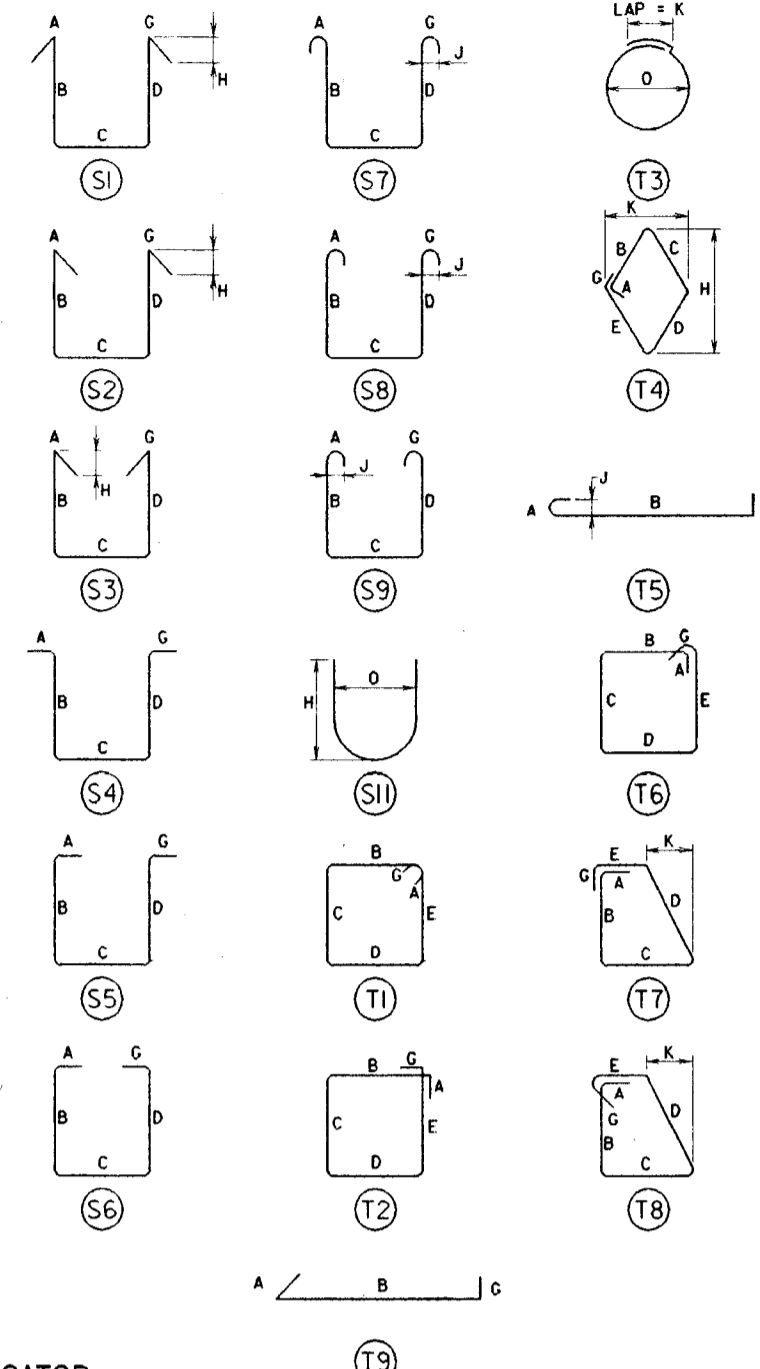 A G
H
B D
C
S1
A G
J
B D
C
S7
LAP = K
O
T3
A G
H
B D
C
S2
A G
J
B D
C
S8
K
B C
G A H
E D
T4
A G
H
B D
C
S3
A G
J
B D
C
S9
J
A B
T5
A G
B D
C
S4
O
H
S11
B G
A
C E
D
T6
A G
B D
C
S5
B
G
A
C E
D
T1
E K
G A
B D
C
T7
A G
B D
C
S6
B G
A
C E
D
T2
E K
A
G D
B
C
T8
A B G
T9